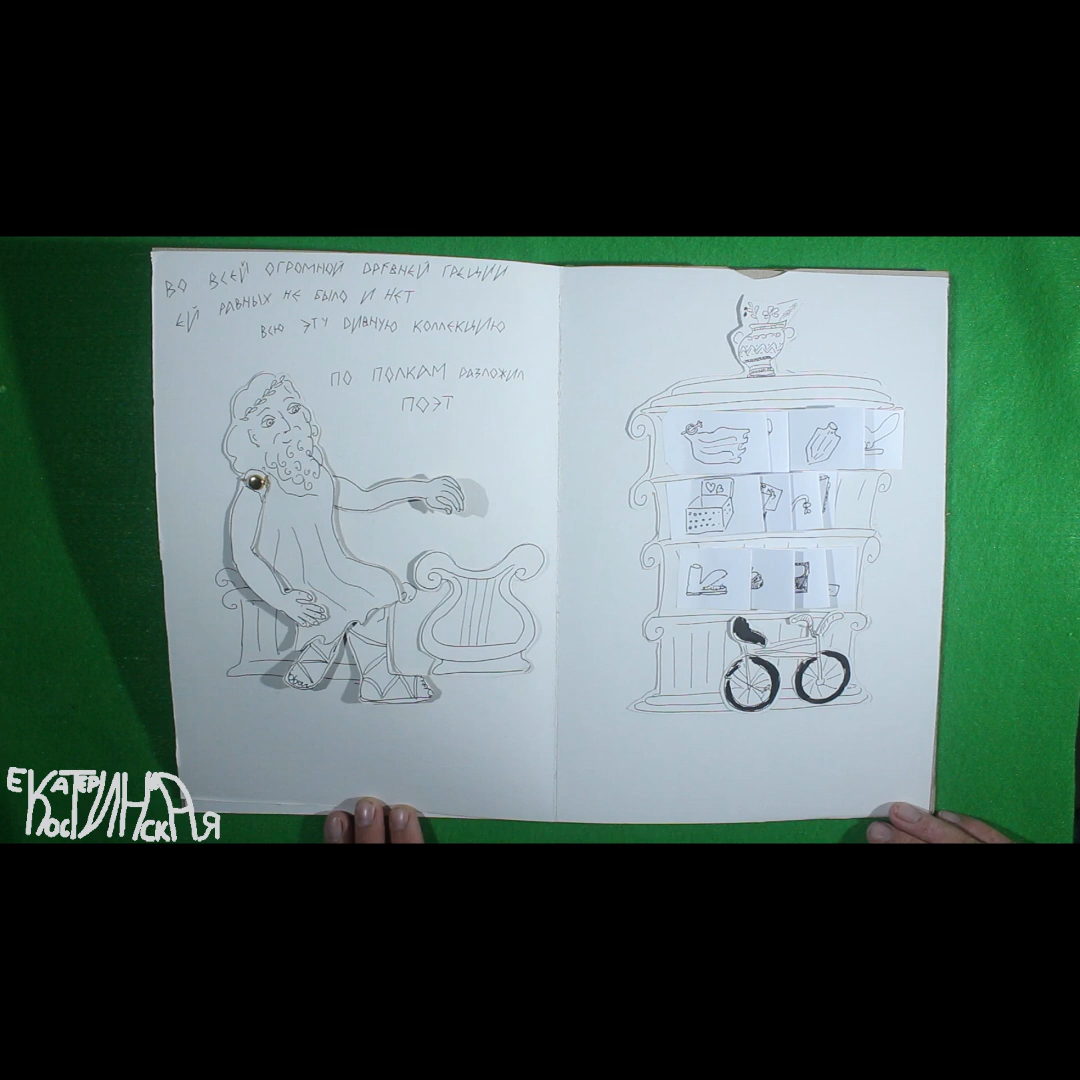 ВО ВСЕЙ ОГРОМНОЙ ДРЕВНЕЙ ГРЕЦИИ
ЕЙ РАВНЫХ НЕ БЫЛО И НЕТ
ВСЮ ЭТУ ДИВНУЮ КОЛЛЕКЦИЮ
ПО ПОЛКАМ РАЗЛОЖИЛ
ПОЭТ
ЕКАТЕРИНА